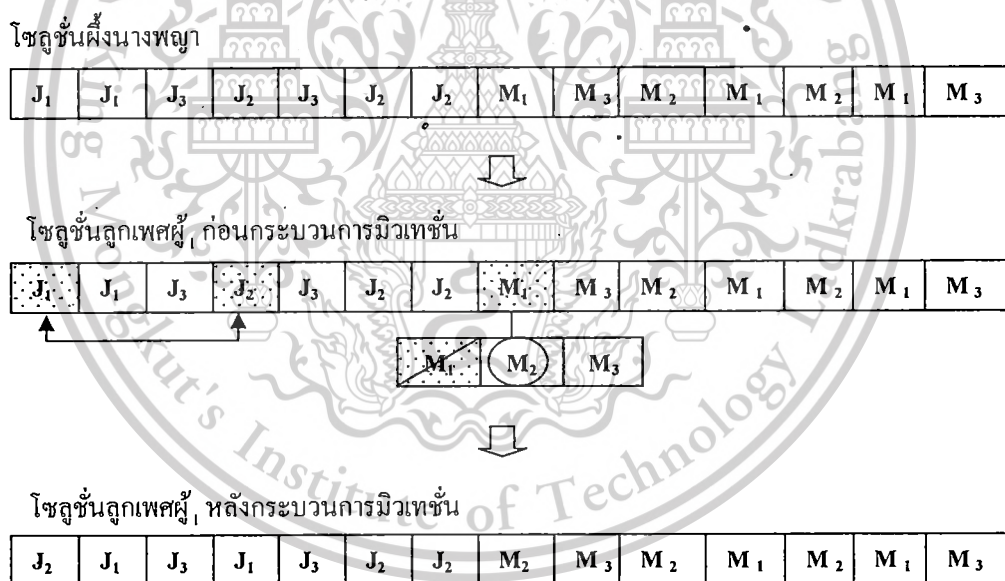 โซลูชั่นผึ้งนางพญา
J₁ J₁ J₃ J₂ J₃ J₂ J₂ M₁ M₃ M₂ M₁ M₂ M₁ M₃
โซลูชั่นลูกเพศผู้₁ ก่อนกระบวนการมิวเทชั่น
J₁ J₁ J₃ J₂ J₃ J₂ J₂ M₁ M₃ M₂ M₁ M₂ M₁ M₃
M₁ M₂ M₃
โซลูชั่นลูกเพศผู้₁ หลังกระบวนการมิวเทชั่น
J₂ J₁ J₃ J₁ J₃ J₂ J₂ M₂ M₃ M₂ M₁ M₂ M₁ M₃
King Mongkut's Institute of Technology Ladkrabang